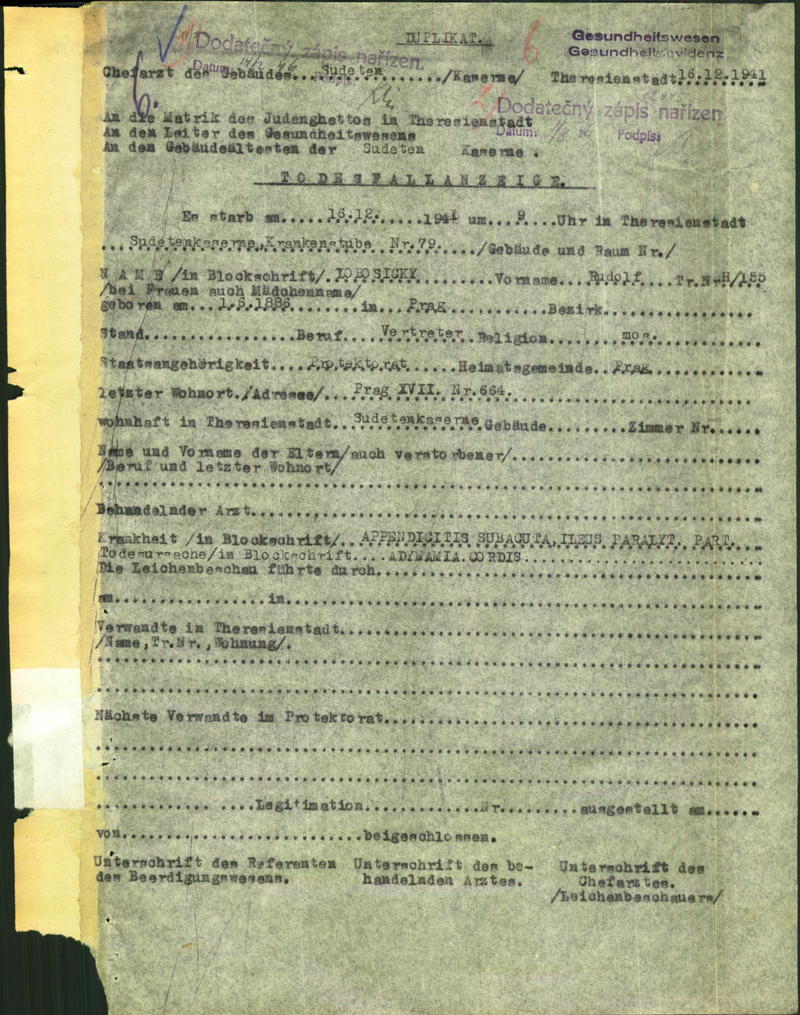 DUPLIKAT.
Gesundheitswesen
Gesundheitsevidenz
Dodatečný zápis nařízen.
Datum: 14/2 46
Chefarzt des Gebäudes...Sudeten......../Kaserne/ Theresienstadt 16.12.1941
Dodatečný zápis nařízen
Datum: Podpis:
An die Matrik des Judenghettos in Theresienstadt
An den Leiter des Gesundheitswesens
An den Gebäudeältesten der Sudeten Kaserne .
TODESFALLANZEIGE.
Es starb am.....16.12......1941 um...9....Uhr in Theresienstadt
...Sudetenkaserne,Krankenstube Nr.79....../Gebäude und Raum Nr./
NAME/in Blockschrift/.LOBOSICKY.........Vorname...Rudolf....Tr.Nr.H/155
/bei Frauen auch Mädchenname/
geboren am...1.6.1886.........in...Prag............Bezirk..................
Stand..................Beruf....Vertreter..Religion........mos.............
Staatsangehörigkeit....Protektorat.....Heimatsgemeinde..Prag...............
letzter Wohnort./Adresse/...Prag XVII. Nr.664..............................
wohnhaft in Theresienstadt..Sudetenkaserne Gebäude.........Zimmer Nr......
Name und Vorname der Eltern/auch verstorbener/.............................
/Beruf und letzter Wohnort/
Behandelnder Arzt..........................................................
Krankheit /in Blockschrift/..APPENDICITIS SUBACUTA,ILEUS PARALYT. PART.
Todesursache/in Blockschrift....ADYNAMIA CORDIS............................
Die Leichenbeschau führte durch............................................
am.................in......................................................
Verwandte in Theresienstadt................................................
/Name,Tr.Nr.,Wohnung/.
Nächste Verwandte im Protektorat...........................................
............ ....Legitimation............Nr.........ausgestellt am......
von..........................beigeschlossen.
Unterschrift des Referenten Unterschrift des be- Unterschrift des
des Beerdigungswesens. handelnden Arztes. Chefarztes.
/Leichenbeschauers/